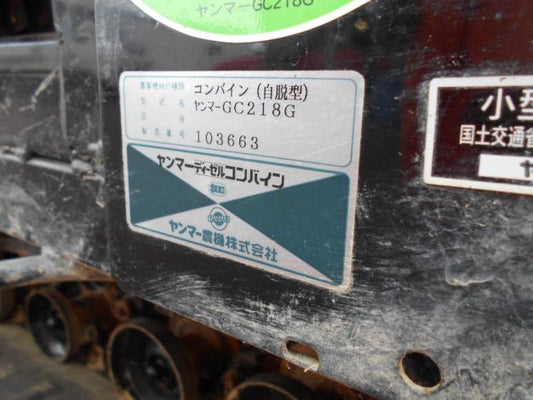 ヤンマーGC218G
農業機械の種類 コンバイン(自脱型)
型式名 ヤンマーGC218G
区分
製造番号 103663
ヤンマーディーゼルコンバイン
ヤンマー農機株式会社
小型
国土交通省
ヤ